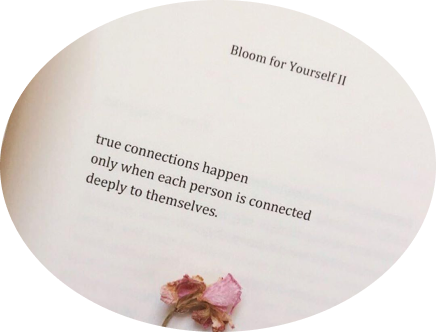 Bloom for Yourself II
true connections happen
only when each person is connected
deeply to themselves.